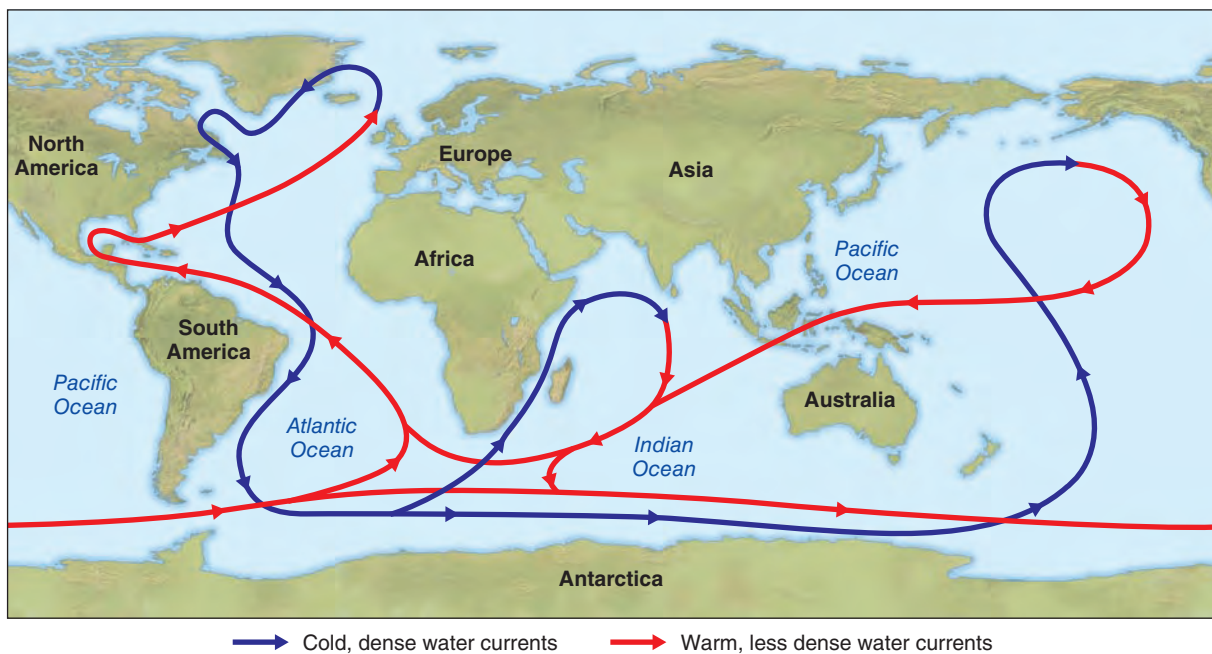 North
America
Europe
Asia
Africa
Pacific
Ocean
South
America
Pacific
Ocean
Atlantic
Ocean
Indian
Ocean
Australia
Antarctica
Cold, dense water currents
Warm, less dense water currents